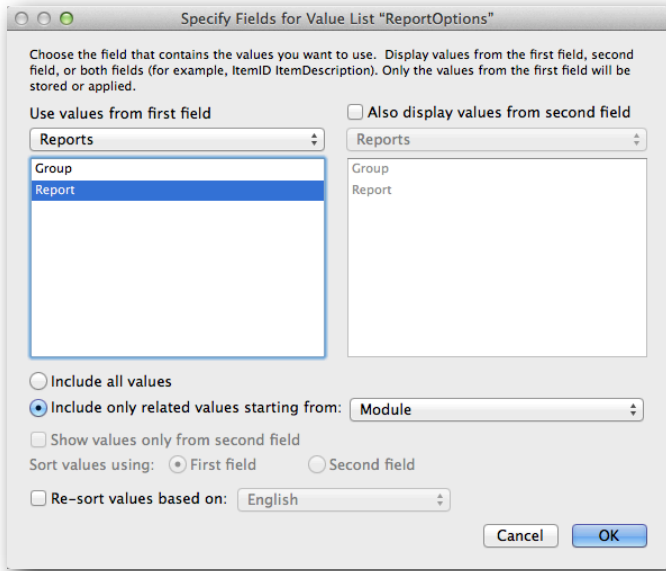 Specify Fields for Value List “ReportOptions”
Choose the field that contains the values you want to use.  Display values from the first field, second
field, or both fields (for example, ItemID ItemDescription). Only the values from the first field will be
stored or applied.
Use values from first field
Also display values from second field
Reports
Reports
Group
Report
Group
Report
Include all values
Include only related values starting from: Module
Show values only from second field
Sort values using: First field Second field
Re-sort values based on: English
Cancel OK